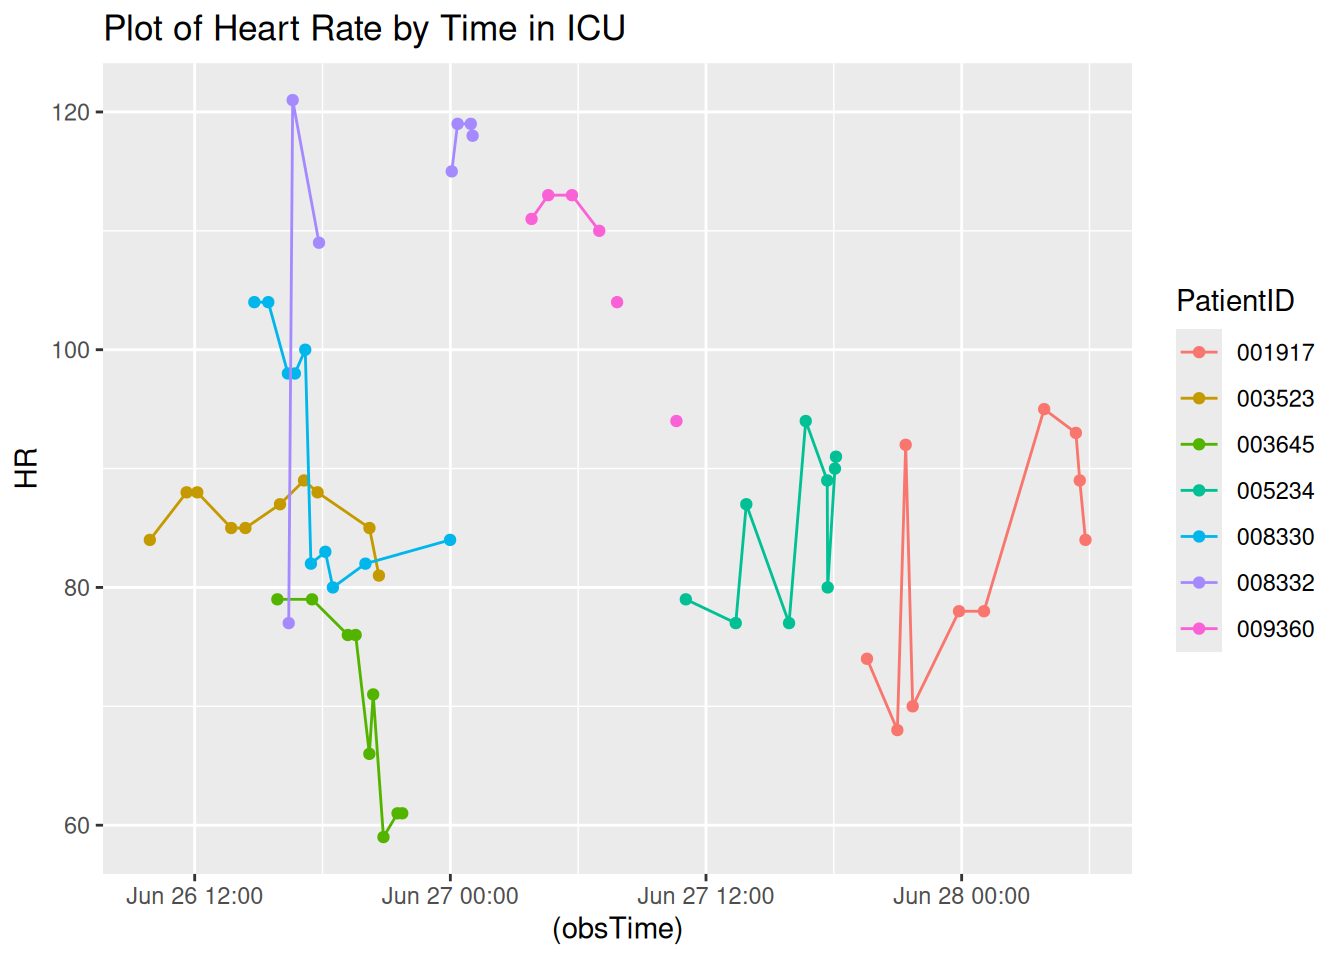 Plot of Heart Rate by Time in ICU
120
100
80
60
HR
Jun 26 12:00
Jun 27 00:00
Jun 27 12:00
Jun 28 00:00
(obsTime)
PatientID
001917
003523
003645
005234
008330
008332
009360